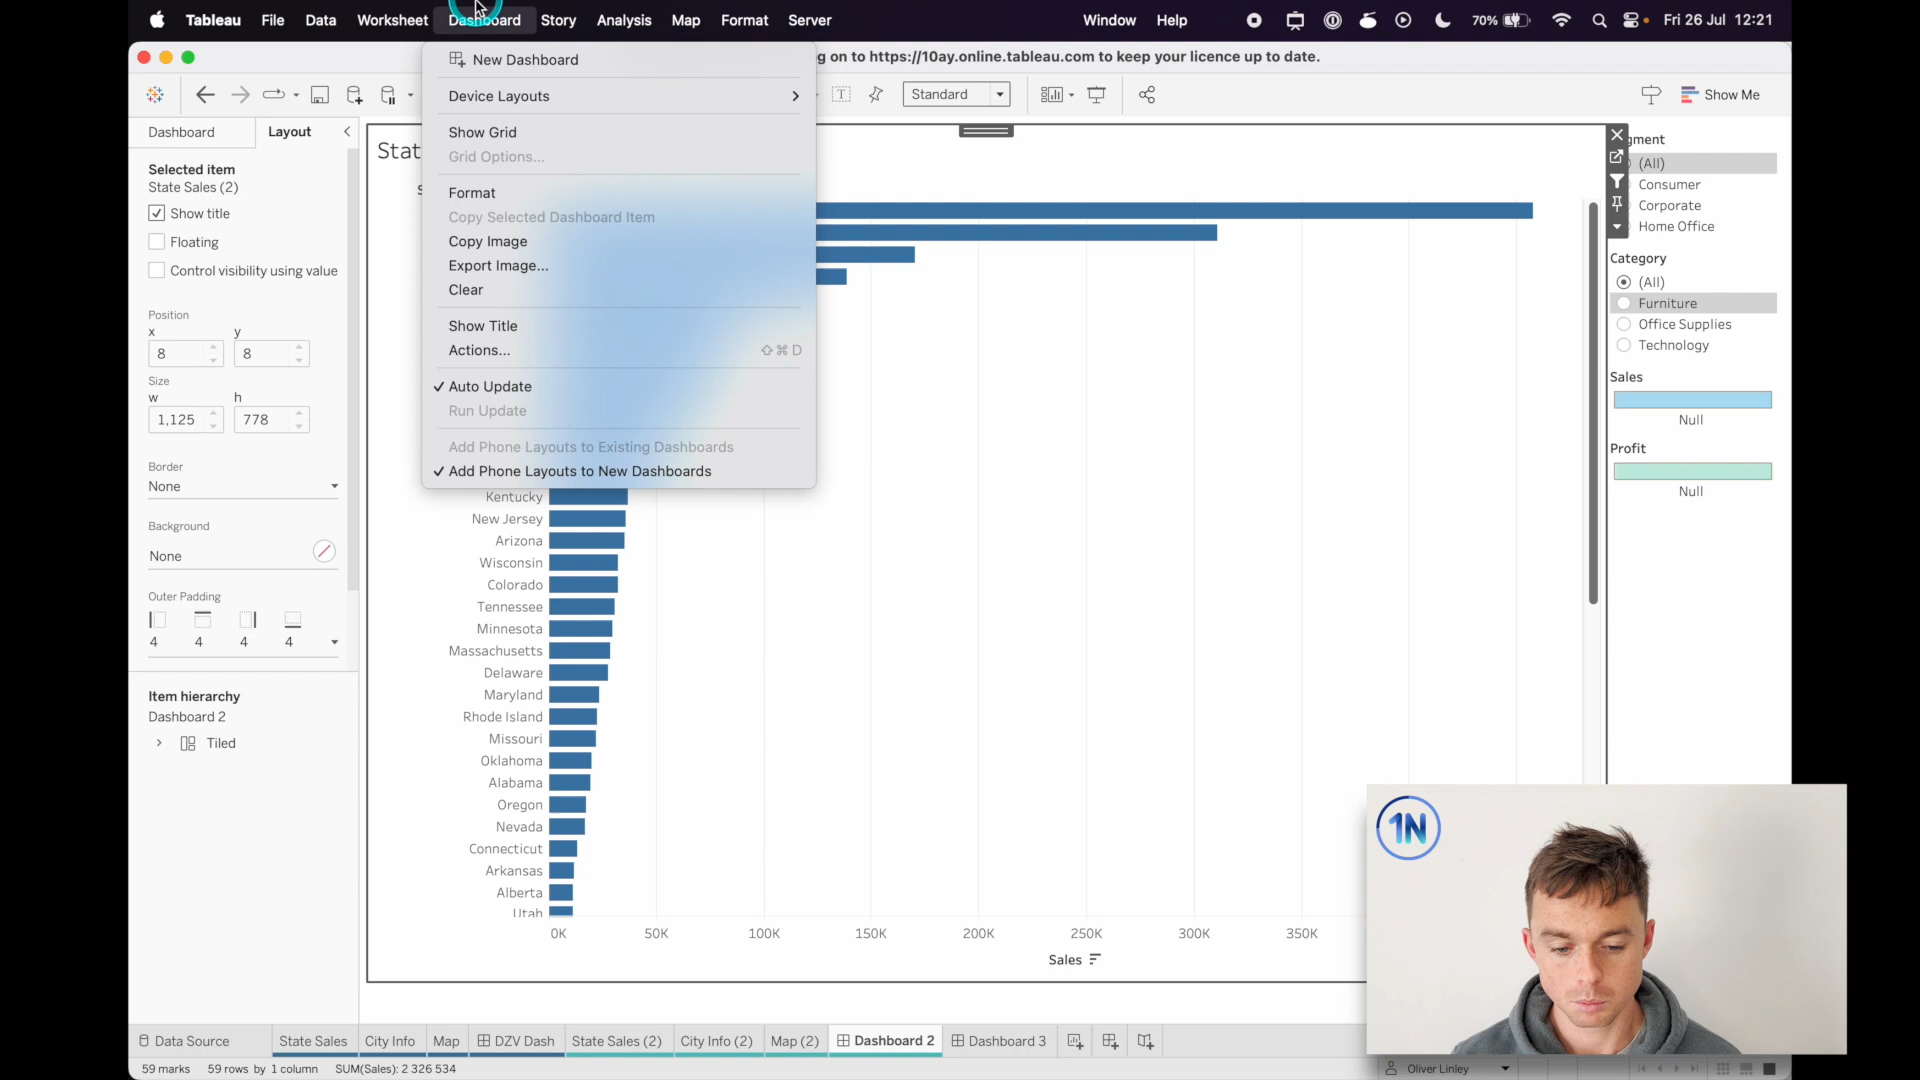 Tableau File Data Worksheet Dashboard Story Analysis Map Format Server Window Help 70% Fri 26 Jul 12:21
g on to https://10ay.online.tableau.com to keep your licence up to date.
Standard Show Me
New Dashboard
Device Layouts
Show Grid
Grid Options...
Format
Copy Selected Dashboard Item
Copy Image
Export Image...
Clear
Show Title
Actions... ⇧⌘D
Auto Update
Run Update
Add Phone Layouts to Existing Dashboards
Add Phone Layouts to New Dashboards
Dashboard Layout
Selected item
State Sales (2)
Show title
Floating
Control visibility using value
Position
x y
8 8
Size
w h
1,125 778
Border
None
Background
None
Outer Padding
4 4 4 4
Item hierarchy
Dashboard 2
Tiled
Stat
S
Kentucky
New Jersey
Arizona
Wisconsin
Colorado
Tennessee
Minnesota
Massachusetts
Delaware
Maryland
Rhode Island
Missouri
Oklahoma
Alabama
Oregon
Nevada
Connecticut
Arkansas
Alberta
Utah
0K 50K 100K 150K 200K 250K 300K 350K
Sales
gment
(All)
Consumer
Corporate
Home Office
Category
(All)
Furniture
Office Supplies
Technology
Sales
Null
Profit
Null
1N
Data Source State Sales City Info Map DZV Dash State Sales (2) City Info (2) Map (2) Dashboard 2 Dashboard 3
59 marks 59 rows by 1 column SUM(Sales): 2 326 534 Oliver Linley